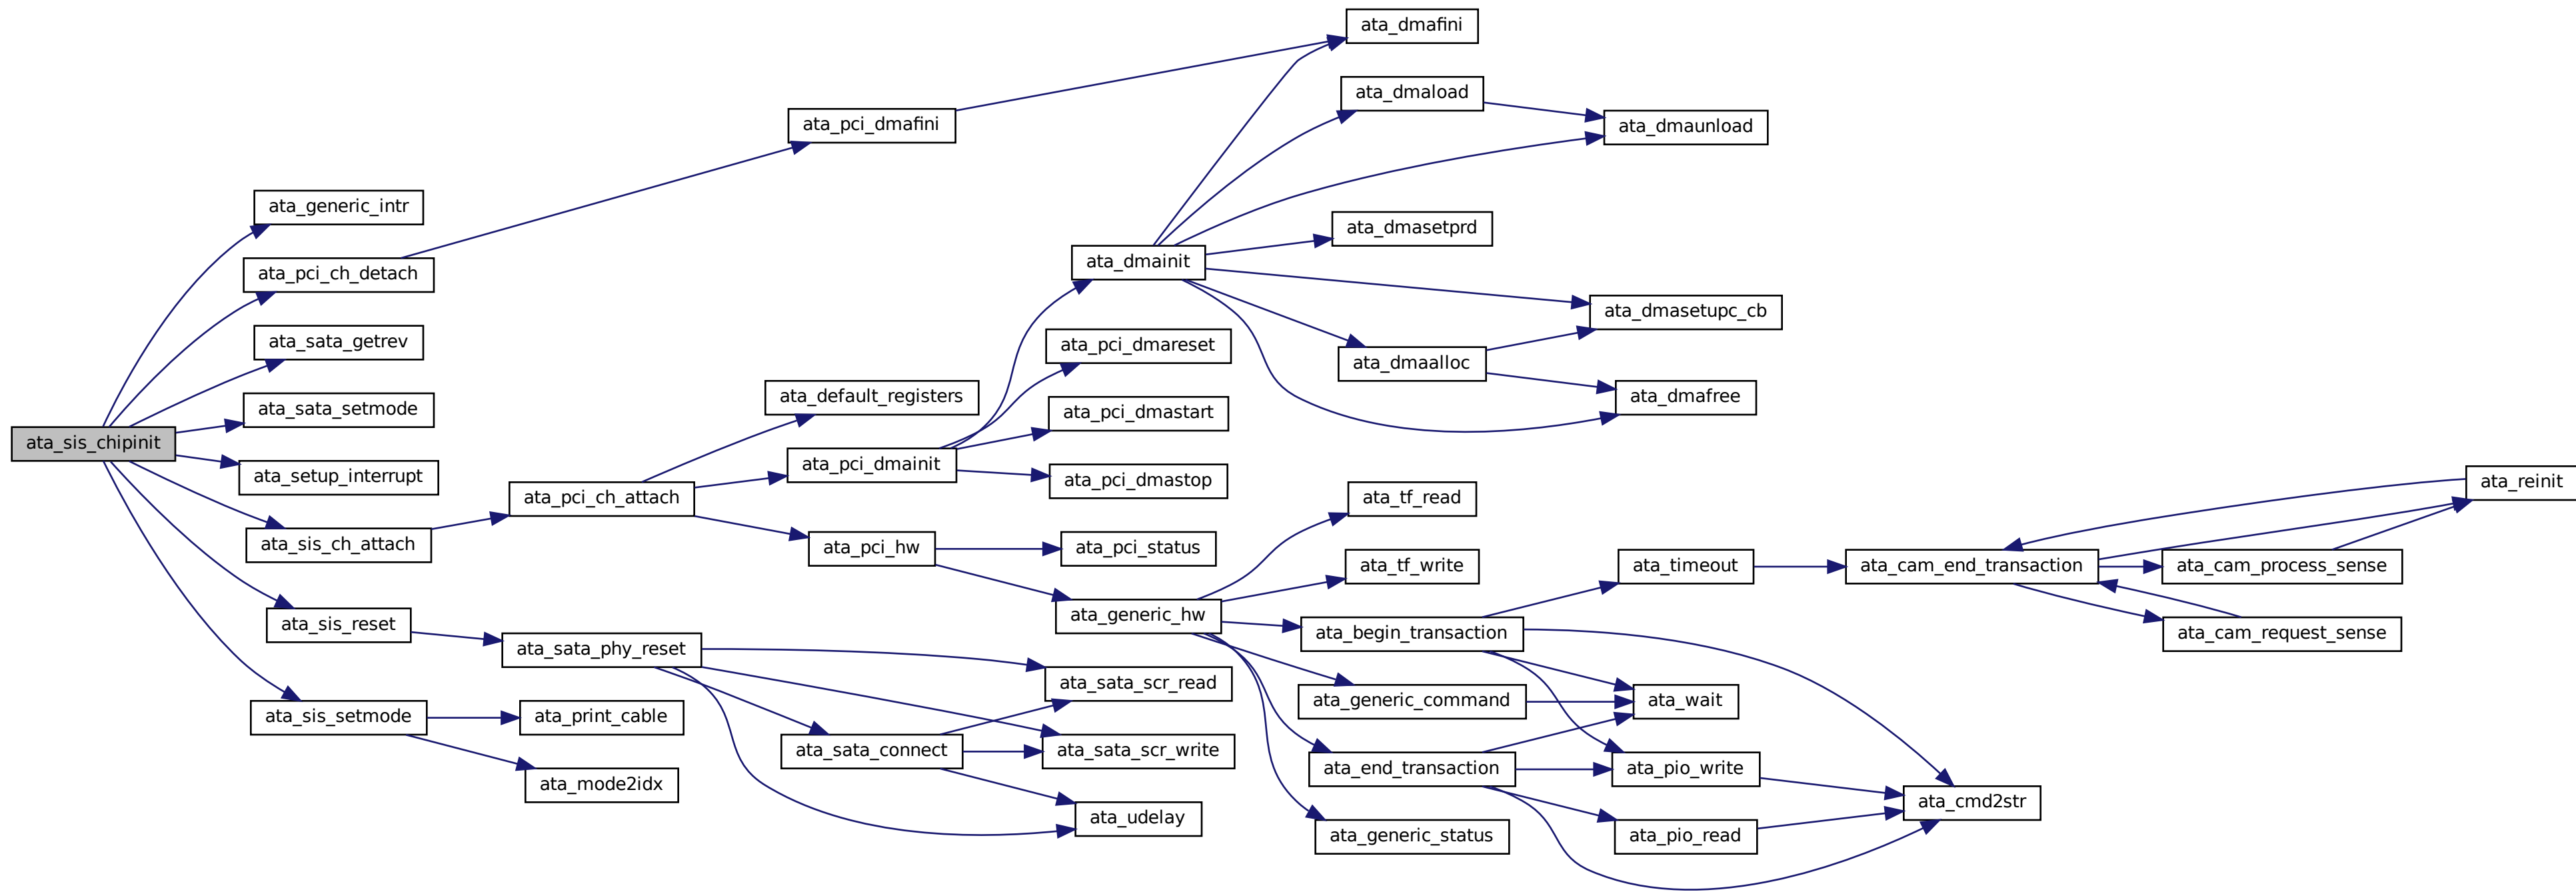 ata_sis_chipinit
ata_generic_intr
ata_pci_ch_detach
ata_sata_getrev
ata_sata_setmode
ata_setup_interrupt
ata_sis_ch_attach
ata_sis_reset
ata_sis_setmode
ata_pci_ch_attach
ata_sata_phy_reset
ata_print_cable
ata_mode2idx
ata_pci_dmafini
ata_default_registers
ata_pci_dmainit
ata_pci_hw
ata_sata_connect
ata_dmainit
ata_pci_dmareset
ata_pci_dmastart
ata_pci_dmastop
ata_pci_status
ata_generic_hw
ata_sata_scr_read
ata_sata_scr_write
ata_udelay
ata_dmafini
ata_dmaload
ata_dmasetprd
ata_dmaalloc
ata_tf_read
ata_tf_write
ata_begin_transaction
ata_generic_command
ata_end_transaction
ata_generic_status
ata_dmaunload
ata_dmasetupc_cb
ata_dmafree
ata_timeout
ata_wait
ata_pio_write
ata_pio_read
ata_cam_end_transaction
ata_cmd2str
ata_reinit
ata_cam_process_sense
ata_cam_request_sense